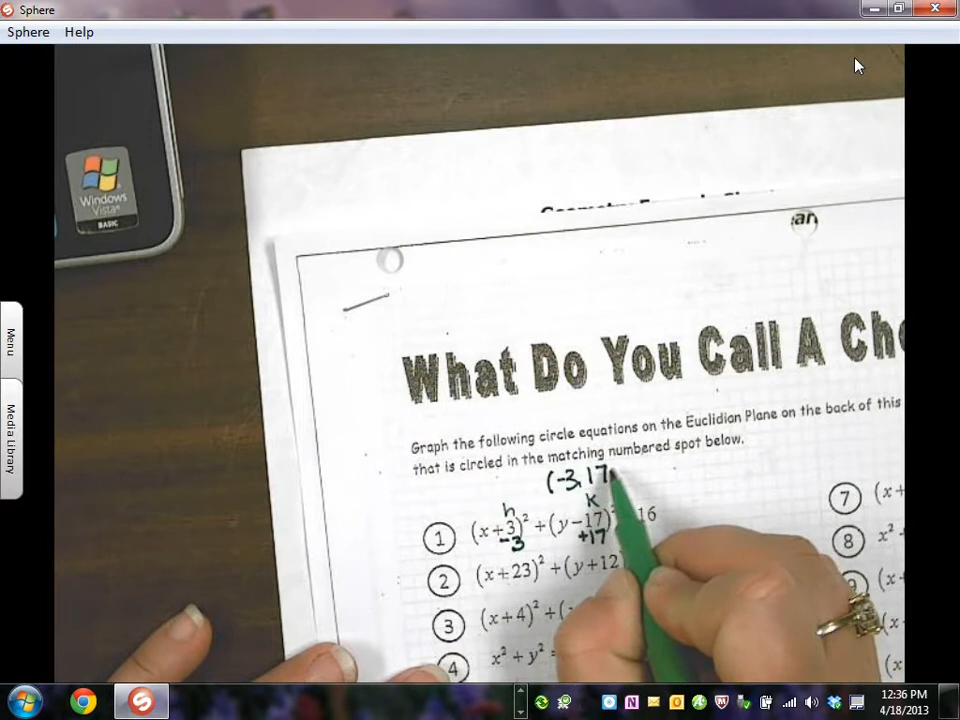 Sphere
Sphere Help
Menu
Media Library
Windows Vista
BASIC
What Do You Call A
Graph the following circle equations on the Euclidian Plane on the back of this
that is circled in the matching numbered spot below.
(-3, 17
h k
1 (x+3)² + (y−17)² 16
-3 +17
2 (x+23)² + (y+12)
3 (x+4)² + (
4 x² + y² =
7 (x+
8 x²
9 (x
(x
(x
12:36 PM
4/18/2013